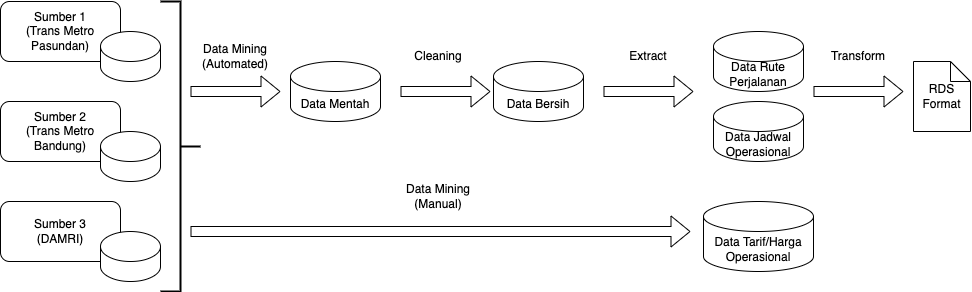 Sumber 1
(Trans Metro
Pasundan)
Data Mining
(Automated)
Data Mentah
Cleaning
Data Bersih
Extract
Data Rute
Perjalanan
Data Jadwal
Operasional
Transform
RDS
Format
Sumber 2
(Trans Metro
Bandung)
Sumber 3
(DAMRI)
Data Mining
(Manual)
Data Tarif/Harga
Operasional